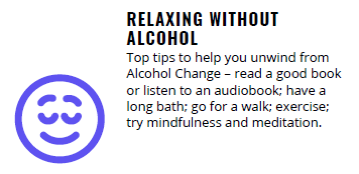 RELAXING WITHOUT
ALCOHOL
Top tips to help you unwind from
Alcohol Change – read a good book
or listen to an audiobook; have a
long bath; go for a walk; exercise;
try mindfulness and meditation.